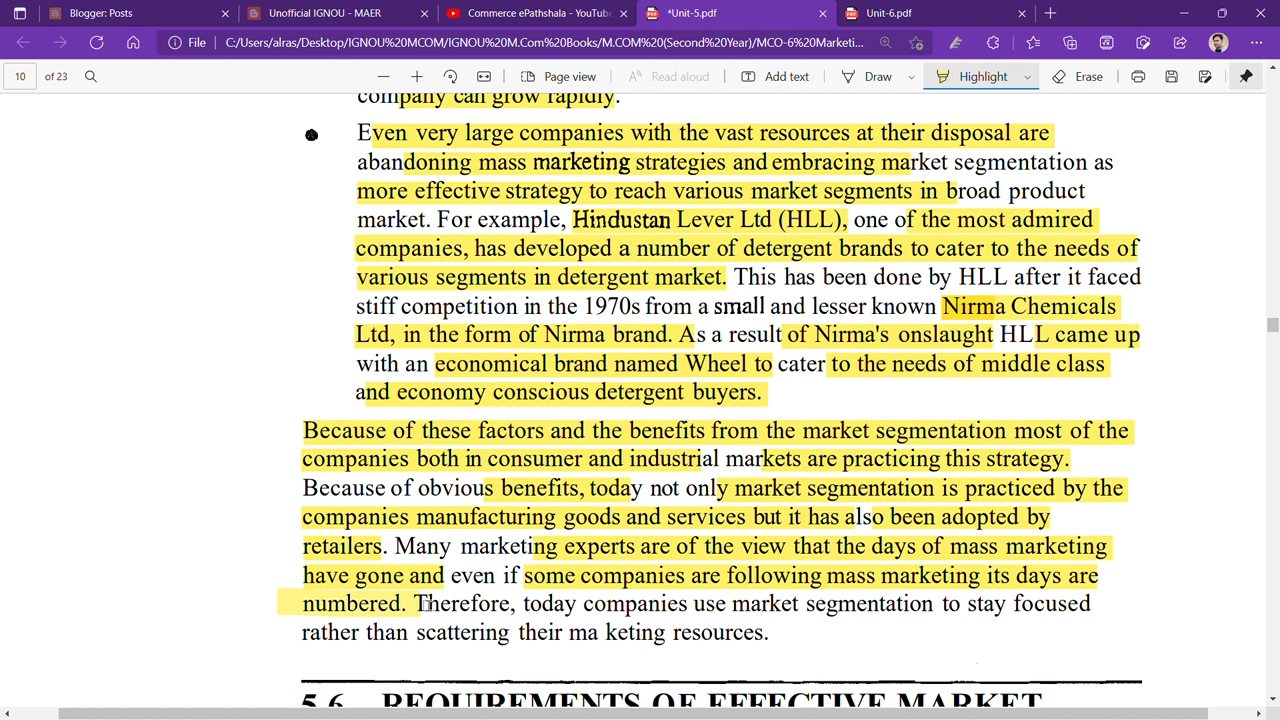 Blogger: Posts
Unofficial IGNOU - MAER
Commerce ePathshala - YouTube
*Unit-5.pdf
Unit-6.pdf
File C:/Users/alras/Desktop/IGNOU%20MCOM/IGNOU%20M.Com%20Books/M.COM%20(Second%20Year)/MCO-6%20Marketi...
10 of 23
Page view
Read aloud
Add text
Draw
Highlight
Erase
company can grow rapidly.
Even very large companies with the vast resources at their disposal are
abandoning mass marketing strategies and embracing market segmentation as
more effective strategy to reach various market segments in broad product
market. For example, Hindustan Lever Ltd (HLL), one of the most admired
companies, has developed a number of detergent brands to cater to the needs of
various segments in detergent market. This has been done by HLL after it faced
stiff competition in the 1970s from a small and lesser known Nirma Chemicals
Ltd, in the form of Nirma brand. As a result of Nirma's onslaught HLL came up
with an economical brand named Wheel to cater to the needs of middle class
and economy conscious detergent buyers.
Because of these factors and the benefits from the market segmentation most of the
companies both in consumer and industrial markets are practicing this strategy.
Because of obvious benefits, today not only market segmentation is practiced by the
companies manufacturing goods and services but it has also been adopted by
retailers. Many marketing experts are of the view that the days of mass marketing
have gone and even if some companies are following mass marketing its days are
numbered. Therefore, today companies use market segmentation to stay focused
rather than scattering their ma keting resources.
5.6 REQUIREMENTS OF EFFECTIVE MARKET